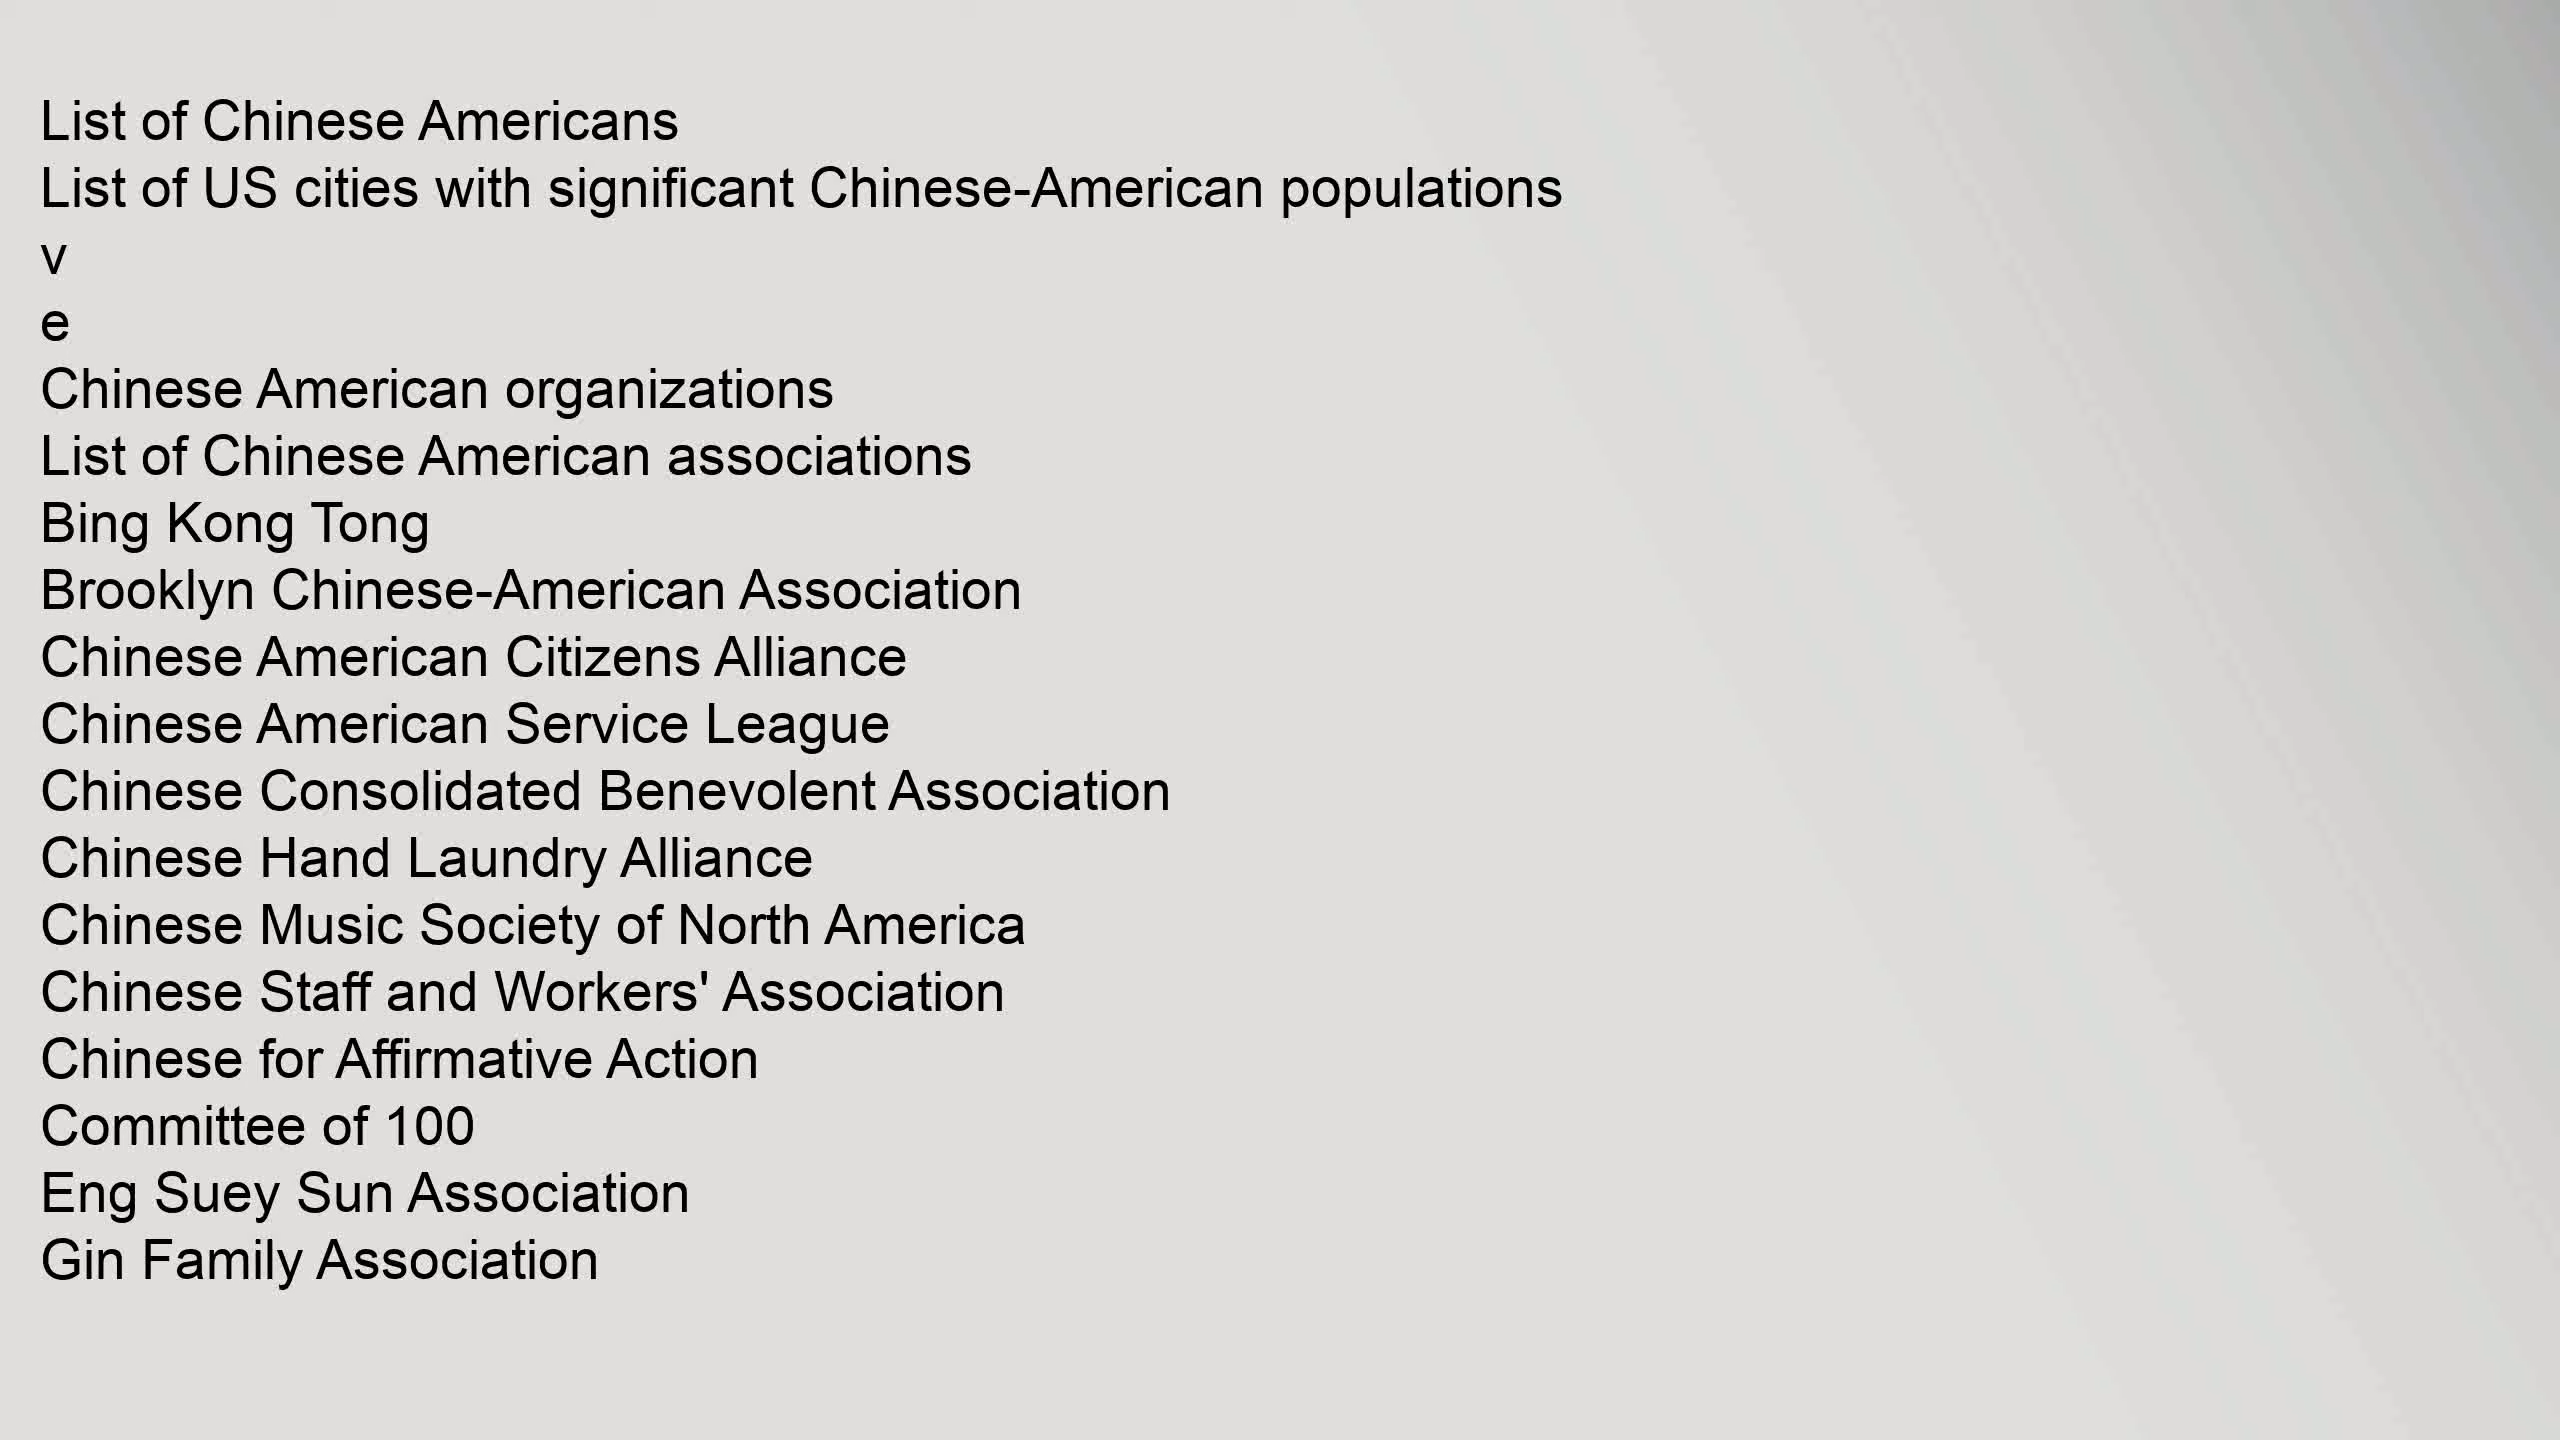 List of Chinese Americans
List of US cities with significant Chinese-American populations
v
e
Chinese American organizations
List of Chinese American associations
Bing Kong Tong
Brooklyn Chinese-American Association
Chinese American Citizens Alliance
Chinese American Service League
Chinese Consolidated Benevolent Association
Chinese Hand Laundry Alliance
Chinese Music Society of North America
Chinese Staff and Workers' Association
Chinese for Affirmative Action
Committee of 100
Eng Suey Sun Association
Gin Family Association